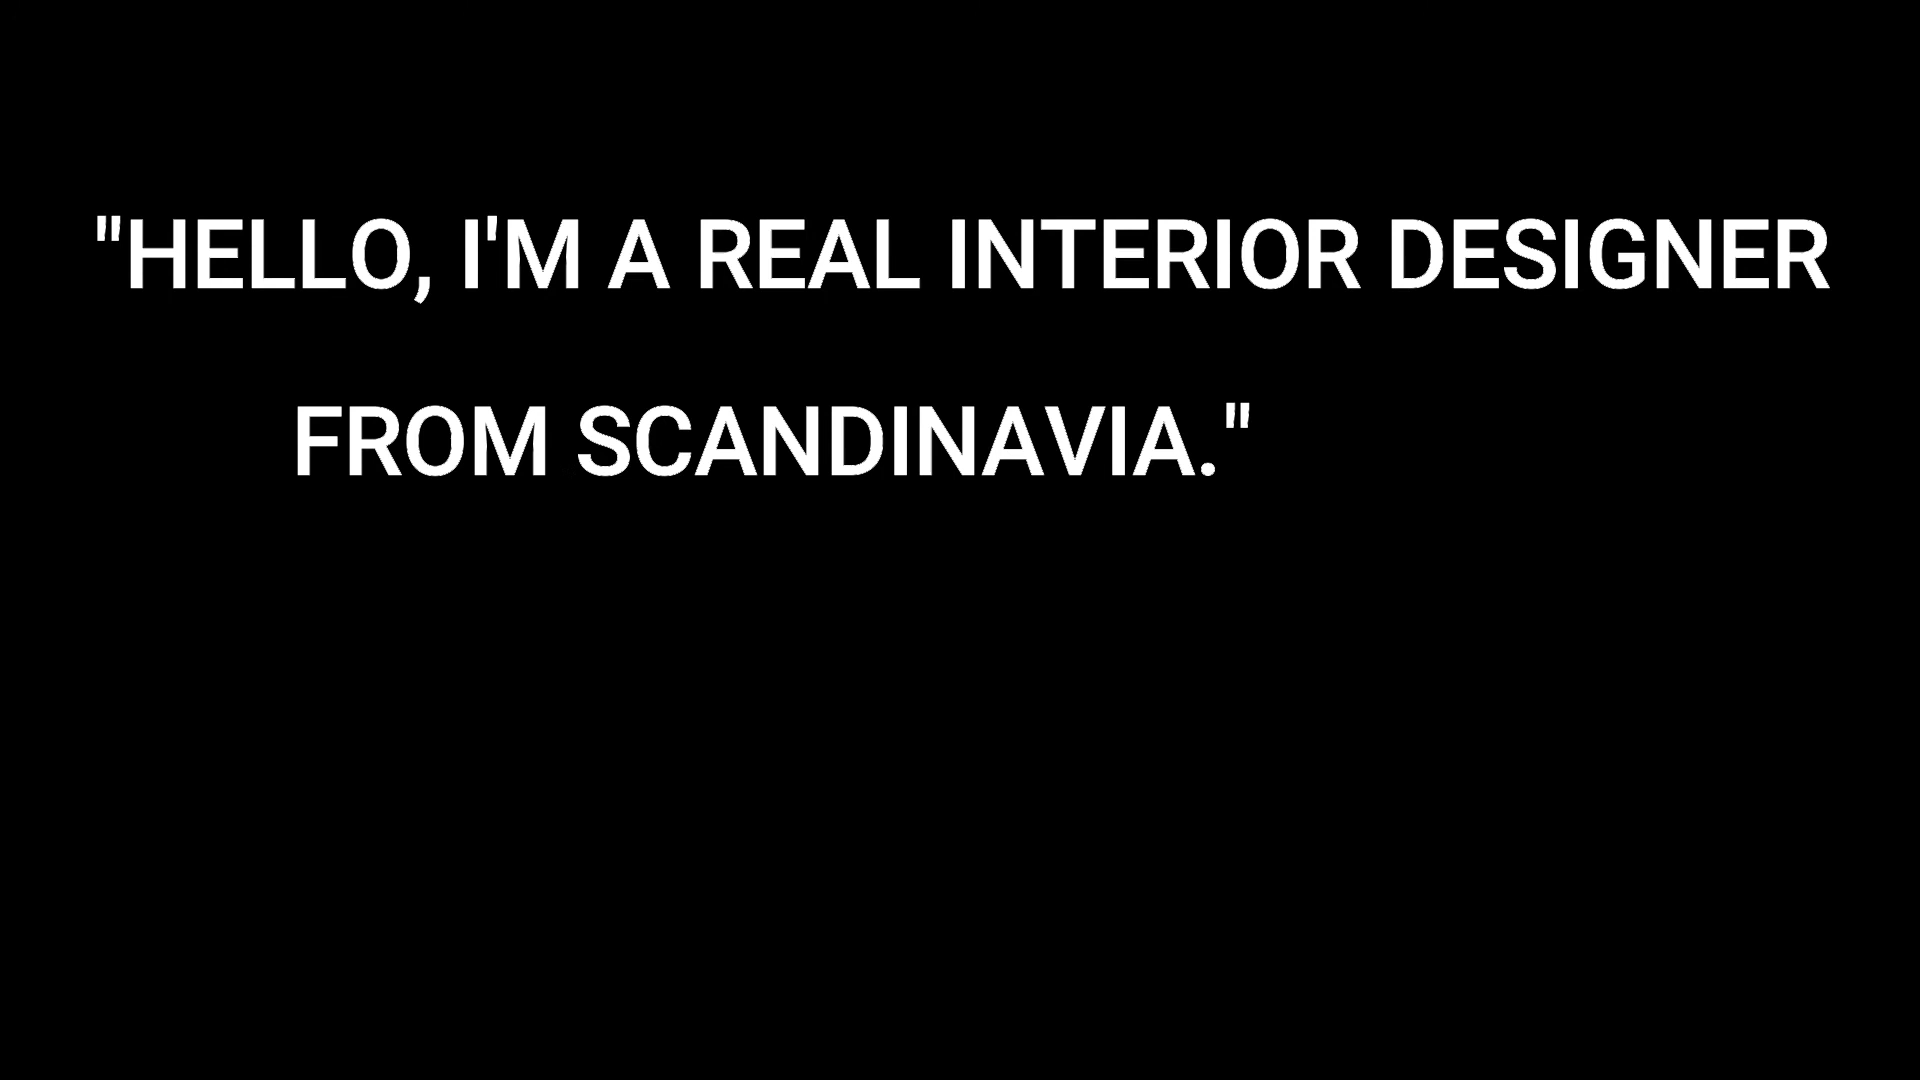 "HELLO, I'M A REAL INTERIOR DESIGNER
FROM SCANDINAVIA."